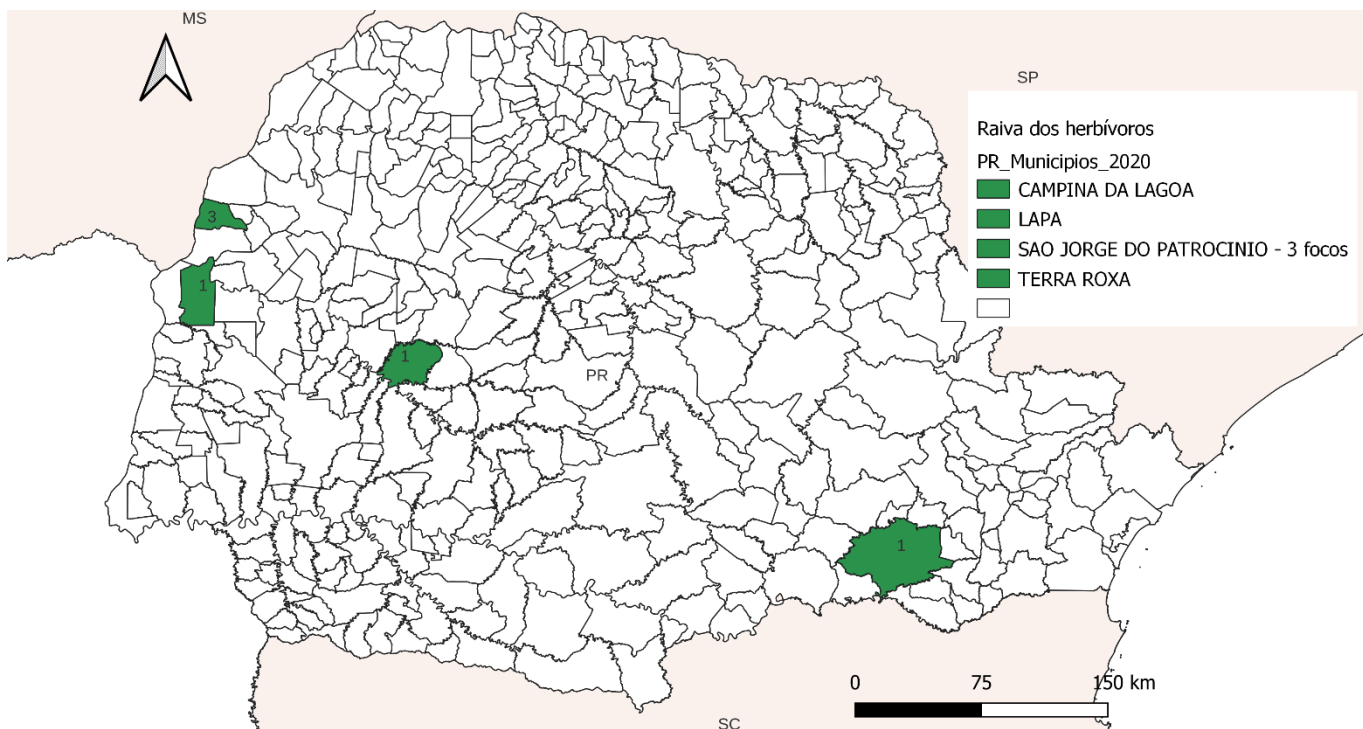 MS
SP
Raiva dos herbívoros
PR_Municipios_2020
CAMPINA DA LAGOA
LAPA
SAO JORGE DO PATROCINIO - 3 focos
TERRA ROXA
3
1
1
PR
1
0 75 150 km
SC